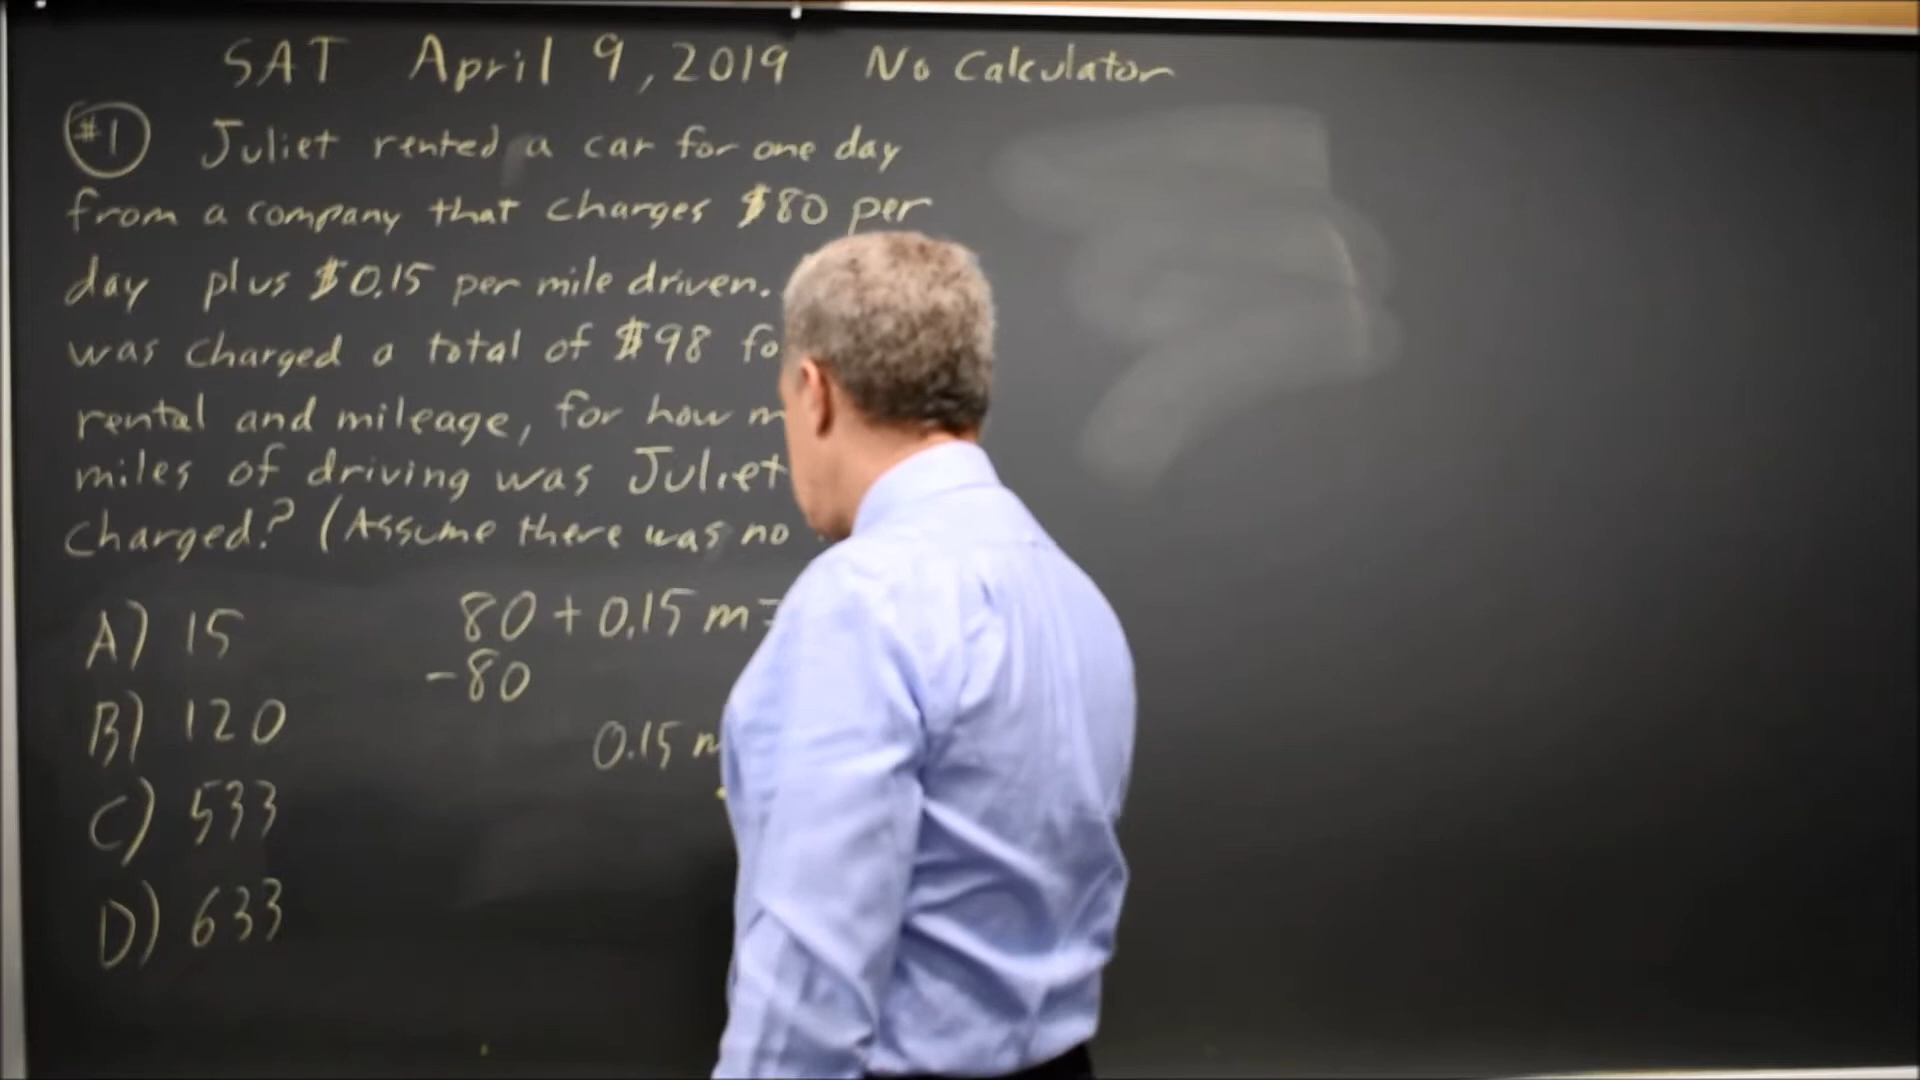 SAT April 9, 2019 No Calculator
#1 Juliet rented a car for one day
from a company that charges $80 per
day plus $0.15 per mile driven.
was charged a total of $98 fo
rental and mileage, for how m
miles of driving was Juliet
charged? (Assume there was no
A) 15
B) 120
C) 533
D) 633
80 + 0.15 m =
-80
0.15 m